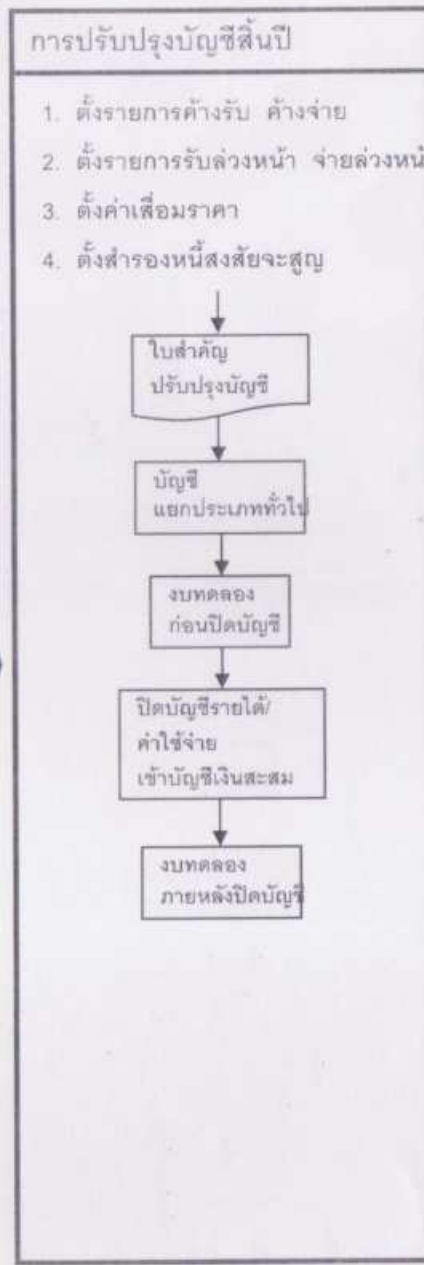 การปรับปรุงบัญชีสิ้นปี
1. ตั้งรายการค้างรับ ค้างจ่าย
2. ตั้งรายการรับล่วงหน้า จ่ายล่วงหน้
3. ตั้งค่าเสื่อมราคา
4. ตั้งสำรองหนี้สงสัยจะสูญ
ใบสำคัญ
ปรับปรุงบัญชี
บัญชี
แยกประเภททั่วไป
งบทดลอง
ก่อนปิดบัญชี
ปิดบัญชีรายได้/
ค่าใช้จ่าย
เข้าบัญชีเงินสะสม
งบทดลอง
ภายหลังปิดบัญชี